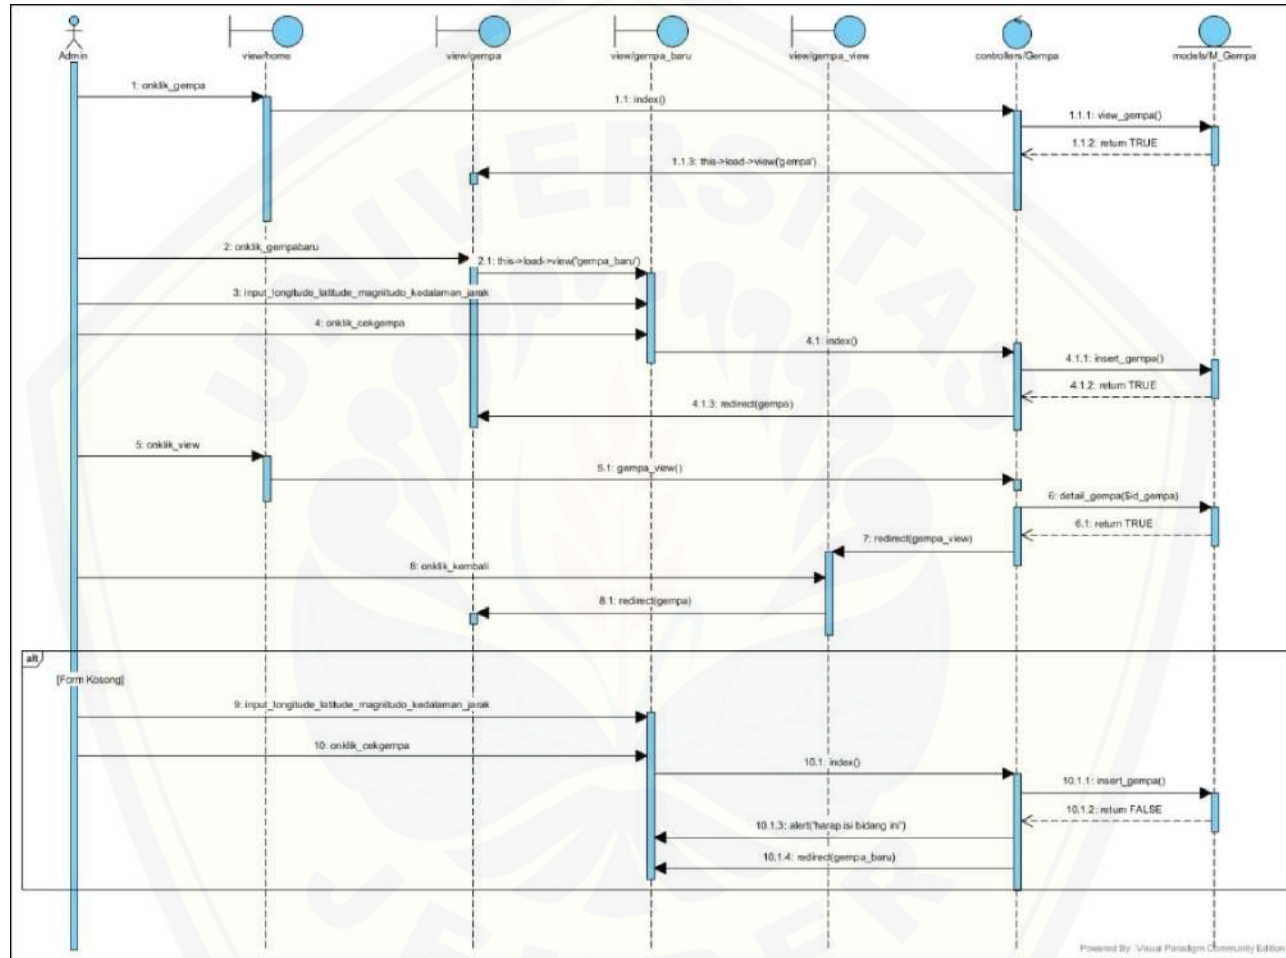 Admin
view/home
view/gempa
view/gempa_baru
view/gempa_view
controllers/Gempa
models/M_Gempa
1: onklik_gempa
1.1: index()
1.1.1: view_gempa()
1.1.2: return TRUE
1.1.3: this->load->view('gempa')
2: onklik_gempabaru
2.1: this->load->view('gempa_baru')
3: input_longitude_latitude_magnitudo_kedalaman_jarak
4: onklik_cekgempa
4.1: index()
4.1.1: insert_gempa()
4.1.2: return TRUE
4.1.3: redirect(gempa)
5: onklik_view
5.1: gempa_view()
6: detail_gempa($id_gempa)
6.1: return TRUE
7: redirect(gempa_view)
8: onklik_kembali
8.1: redirect(gempa)
alt
[Form Kosong]
9: input_longitude_latitude_magnitudo_kedalaman_jarak
10: onklik_cekgempa
10.1: index()
10.1.1: insert_gempa()
10.1.2: return FALSE
10.1.3: alert("harap isi bidang ini")
10.1.4: redirect(gempa_baru)
Powered By Visual Paradigm Community Edition
UNIVERSITAS
JEMBER